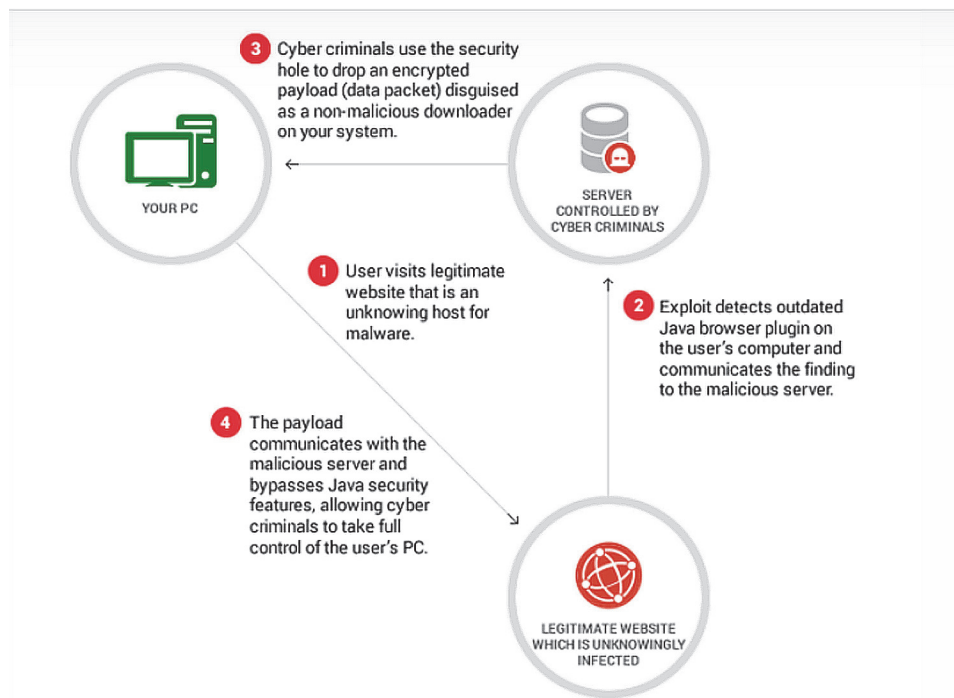 3 Cyber criminals use the security
hole to drop an encrypted
payload (data packet) disguised
as a non-malicious downloader
on your system.
YOUR PC
SERVER
CONTROLLED BY
CYBER CRIMINALS
1 User visits legitimate
website that is an
unknowing host for
malware.
2 Exploit detects outdated
Java browser plugin on
the user's computer and
communicates the finding
to the malicious server.
4 The payload
communicates with the
malicious server and
bypasses Java security
features, allowing cyber
criminals to take full
control of the user's PC.
LEGITIMATE WEBSITE
WHICH IS UNKNOWINGLY
INFECTED